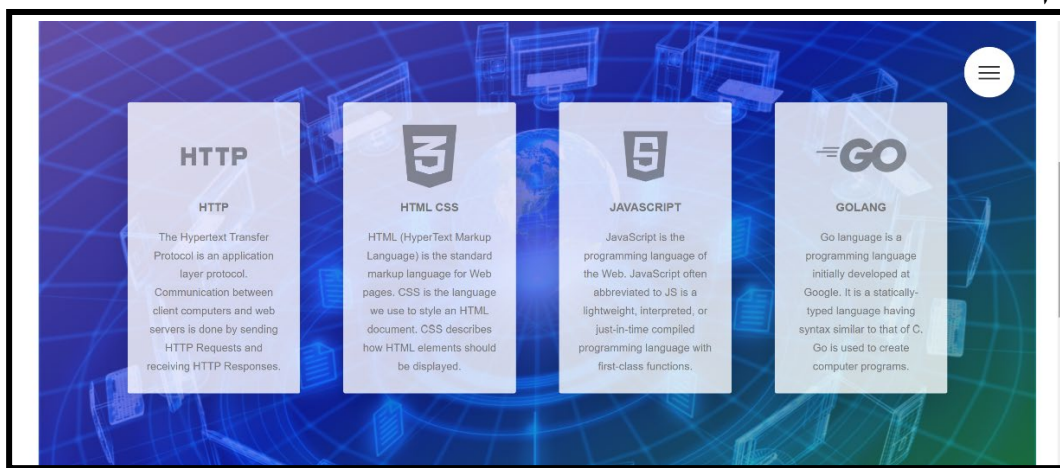 HTTP
HTTP
The Hypertext Transfer
Protocol is an application
layer protocol.
Communication between
client computers and web
servers is done by sending
HTTP Requests and
receiving HTTP Responses.
3
HTML CSS
HTML (HyperText Markup
Language) is the standard
markup language for Web
pages. CSS is the language
we use to style an HTML
document. CSS describes
how HTML elements should
be displayed.
5
JAVASCRIPT
JavaScript is the
programming language of
the Web. JavaScript often
abbreviated to JS is a
lightweight, interpreted, or
just-in-time compiled
programming language with
first-class functions.
GO
GOLANG
Go language is a
programming language
initially developed at
Google. It is a statically-
typed language having
syntax similar to that of C.
Go is used to create
computer programs.